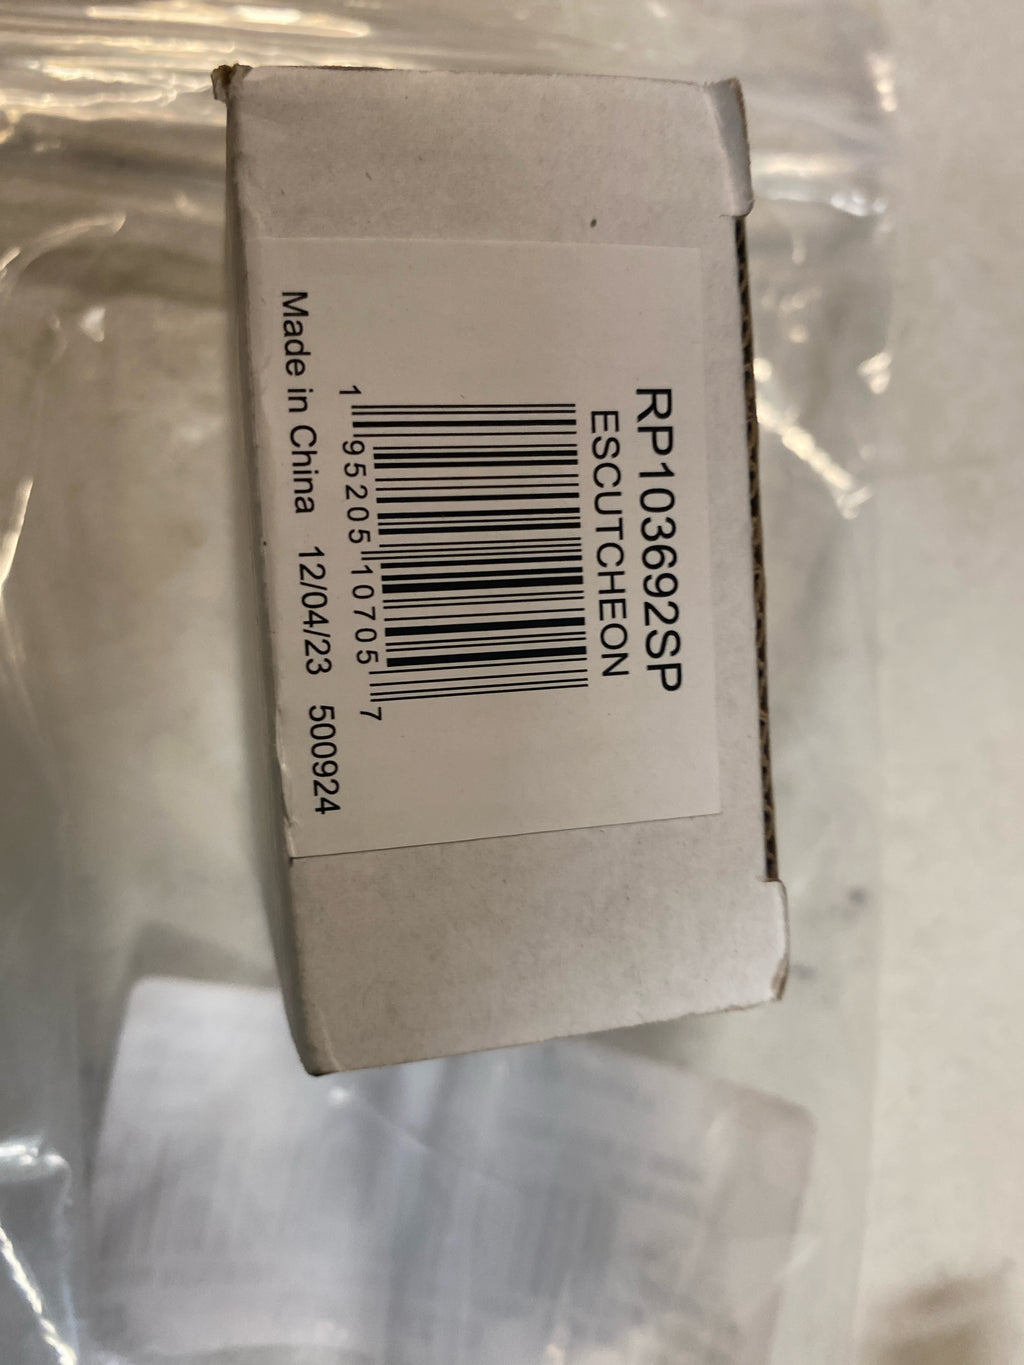 RP103692SP
ESCUTCHEON
1 95205 10705 7
Made in China 12/04/23 500924